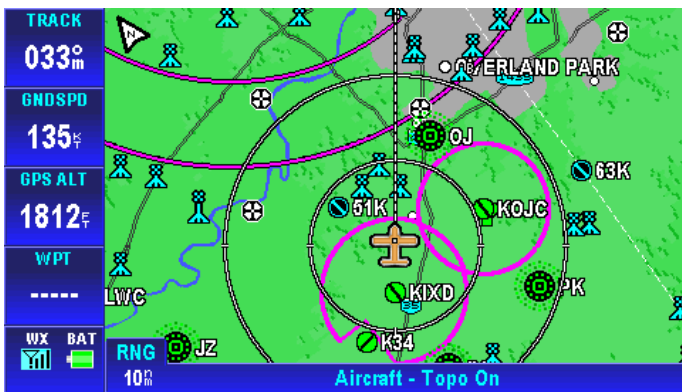 TRACK
033°m
GNDSPD
135KT
GPS ALT
1812FT
WPT
-----
WX BAT
RNG
10nm
OVERLAND PARK
OJ
63K
51K
KOJC
KIXD
PK
LWC
K34
JZ
N
Aircraft - Topo On